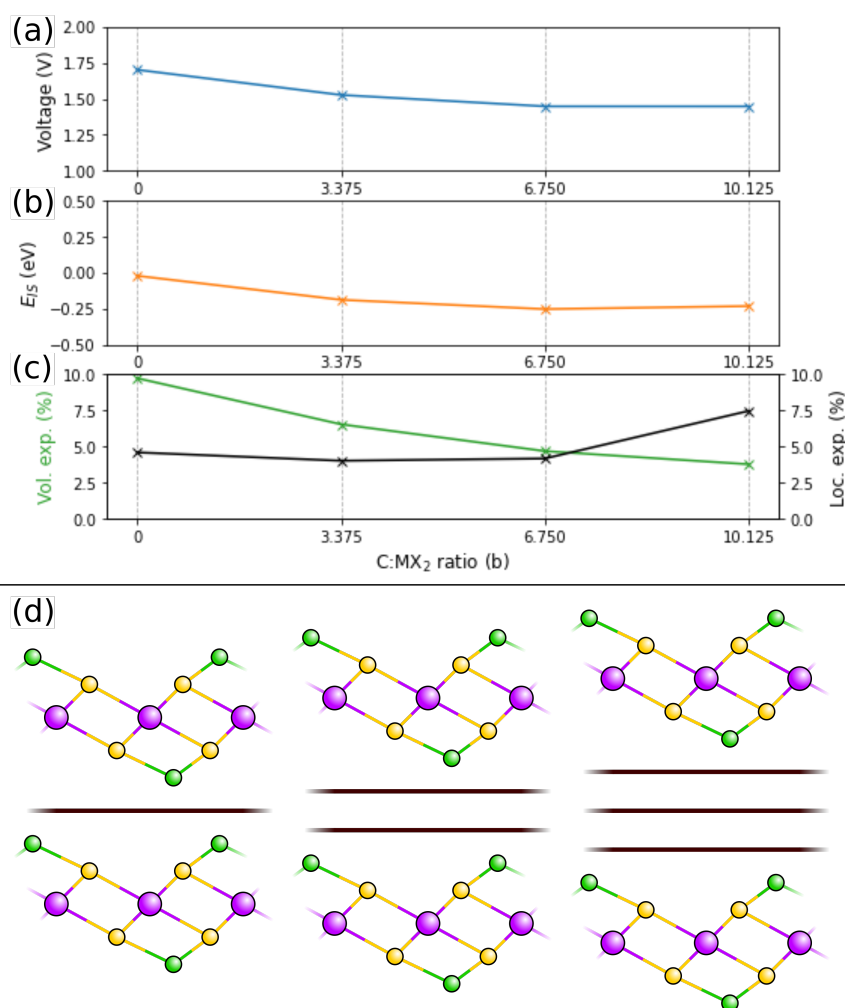 (a)
2.00
1.75
1.50
1.25
1.00
Voltage (V)
0 3.375 6.750 10.125
(b)
0.50
0.25
0.00
−0.25
−0.50
E_IS (eV)
0 3.375 6.750 10.125
(c)
10.0 10.0
7.5 7.5
5.0 5.0
2.5 2.5
0.0 0.0
Vol. exp. (%)
Loc. exp. (%)
0 3.375 6.750 10.125
C:MX₂ ratio (b)
(d)